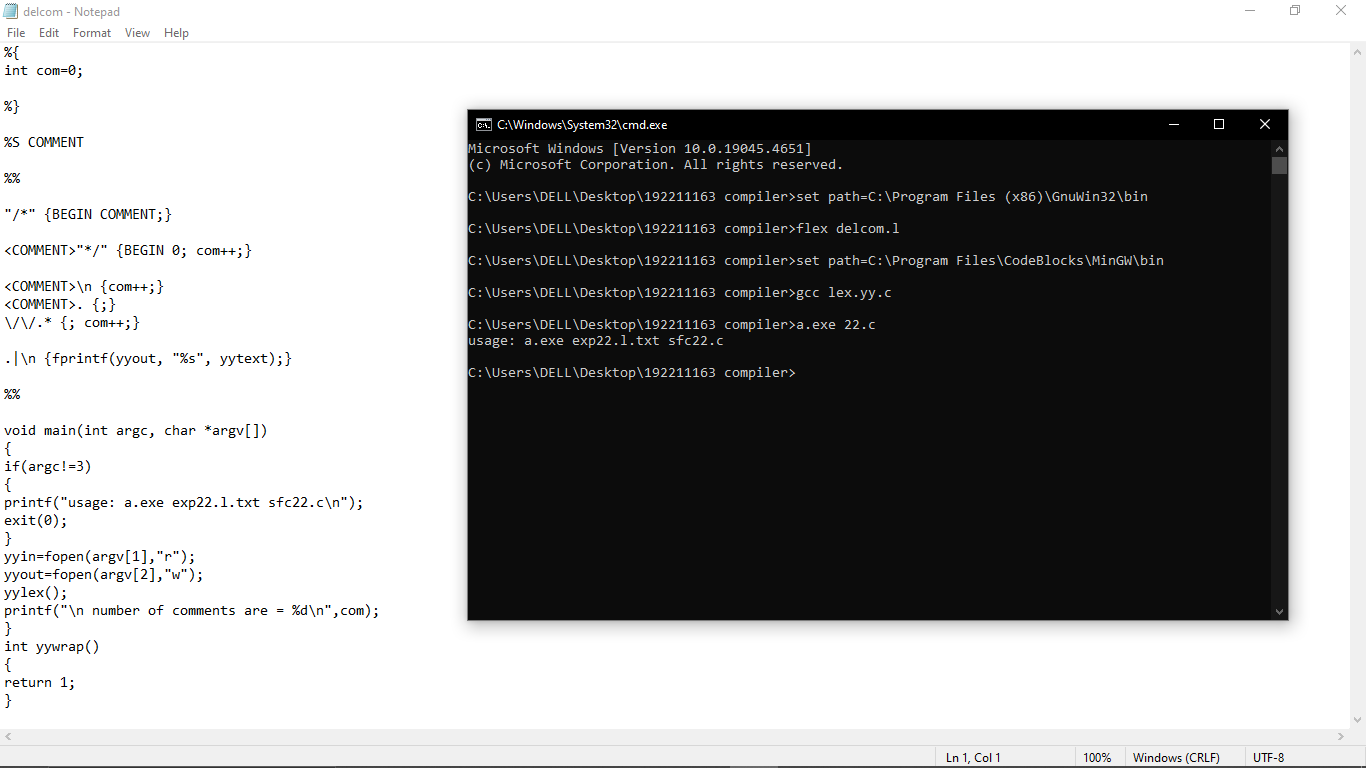 delcom - Notepad
File Edit Format View Help
%{
int com=0;
%}
%S COMMENT
%%
"/*" {BEGIN COMMENT;}
<COMMENT>"*/" {BEGIN 0; com++;}
<COMMENT>\n {com++;}
<COMMENT>. {;}
\/\/.* {; com++;}
.|\n {fprintf(yyout, "%s", yytext);}
%%
void main(int argc, char *argv[])
{
if(argc!=3)
{
printf("usage: a.exe exp22.l.txt sfc22.c\n");
exit(0);
}
yyin=fopen(argv[1],"r");
yyout=fopen(argv[2],"w");
yylex();
printf("\n number of comments are = %d\n",com);
}
int yywrap()
{
return 1;
}
C:\Windows\System32\cmd.exe
Microsoft Windows [Version 10.0.19045.4651]
(c) Microsoft Corporation. All rights reserved.
C:\Users\DELL\Desktop\192211163 compiler>set path=C:\Program Files (x86)\GnuWin32\bin
C:\Users\DELL\Desktop\192211163 compiler>flex delcom.l
C:\Users\DELL\Desktop\192211163 compiler>set path=C:\Program Files\CodeBlocks\MinGW\bin
C:\Users\DELL\Desktop\192211163 compiler>gcc lex.yy.c
C:\Users\DELL\Desktop\192211163 compiler>a.exe 22.c
usage: a.exe exp22.l.txt sfc22.c
C:\Users\DELL\Desktop\192211163 compiler>
Ln 1, Col 1 100% Windows (CRLF) UTF-8